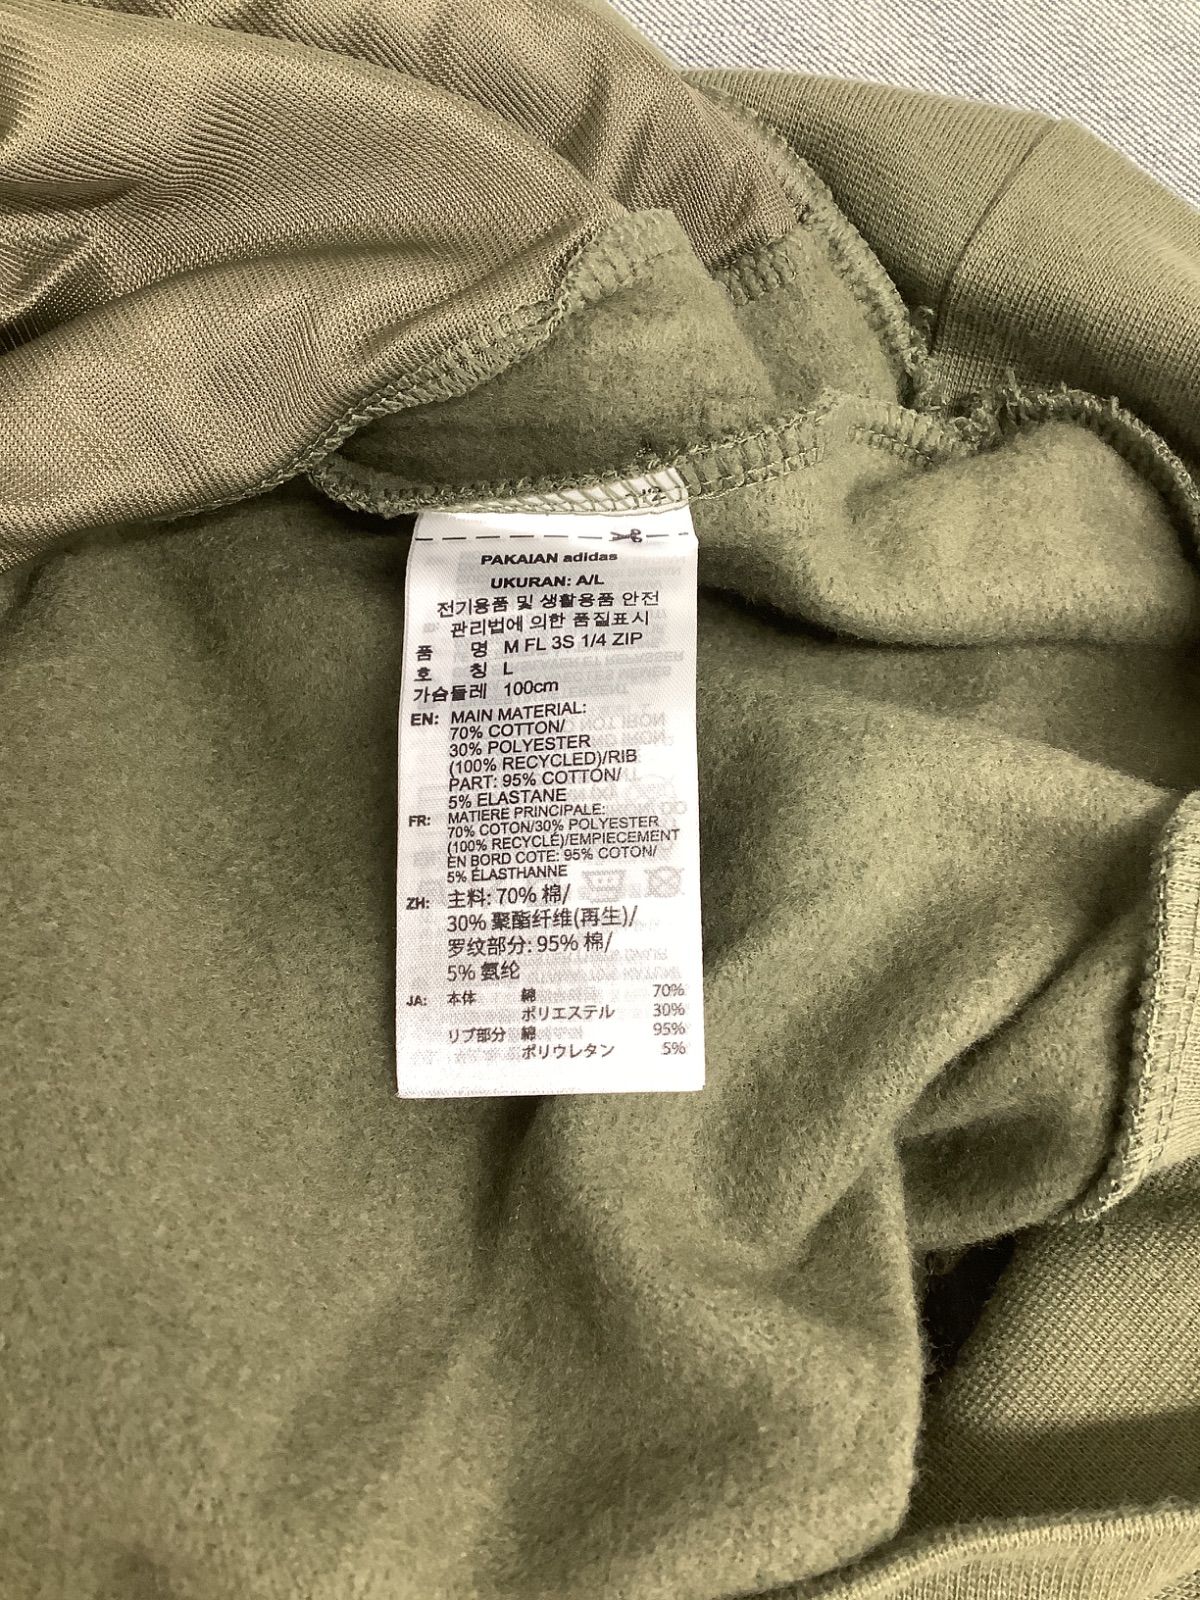 PAKAIAN adidas
UKURAN: A/L
전기용품 및 생활용품 안전
관리법에 의한 품질표시
품 명 M FL 3S 1/4 ZIP
호 칭 L
가슴둘레 100cm
EN: MAIN MATERIAL:
70% COTTON/
30% POLYESTER
(100% RECYCLED)/RIB
PART: 95% COTTON/
5% ELASTANE
FR: MATIERE PRINCIPALE:
70% COTON/30% POLYESTER
(100% RECYCLÉ)/EMPIECEMENT
EN BORD COTE: 95% COTON/
5% ÉLASTHANNE
ZH: 主料: 70% 棉/
30% 聚酯纤维(再生)/
罗纹部分: 95% 棉/
5% 氨纶
JA: 本体 綿 70%
ポリエステル 30%
リブ部分 綿 95%
ポリウレタン 5%